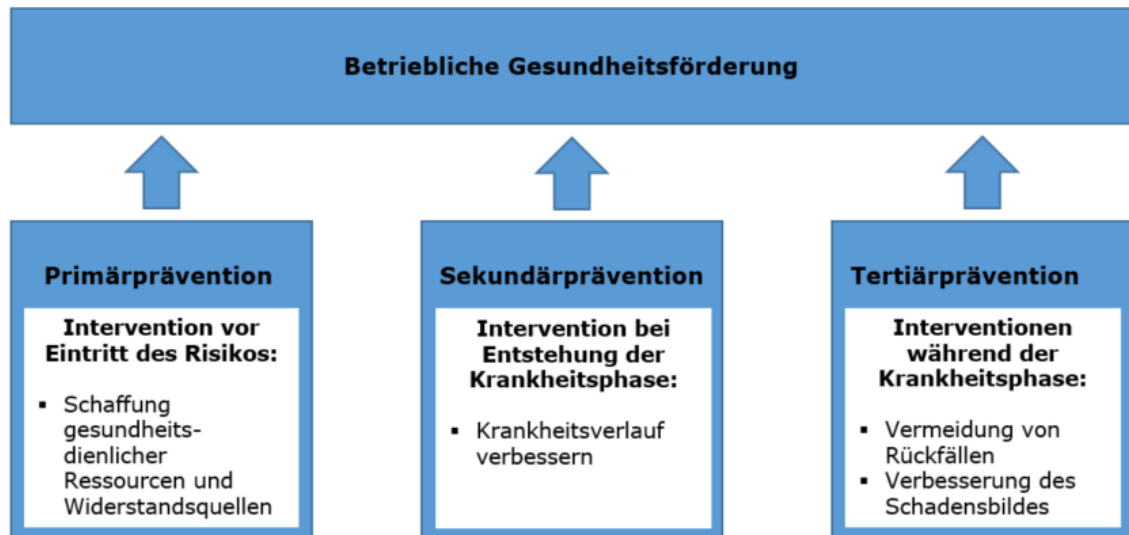 Betriebliche Gesundheitsförderung
Primärprävention
Intervention vor
Eintritt des Risikos:
▪ Schaffung
gesundheits-
dienlicher
Ressourcen und
Widerstandsquellen
Sekundärprävention
Intervention bei
Entstehung der
Krankheitsphase:
▪ Krankheitsverlauf
verbessern
Tertiärprävention
Interventionen
während der
Krankheitsphase:
▪ Vermeidung von
Rückfällen
▪ Verbesserung des
Schadensbildes